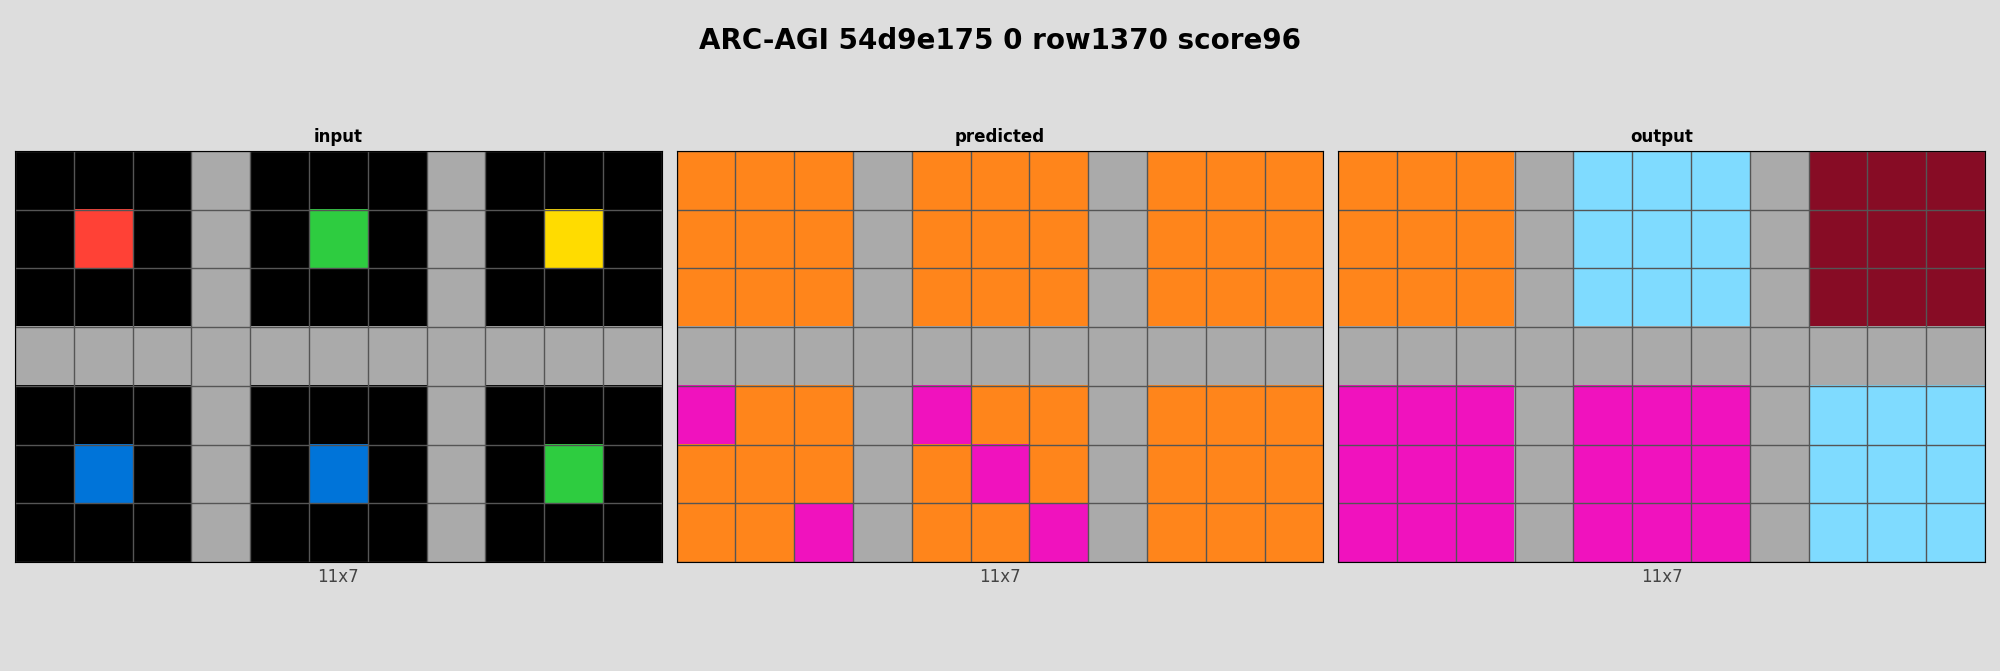 ARC-AGI 54d9e175 0 row1370 score96
input
predicted
output
11x7
11x7
11x7